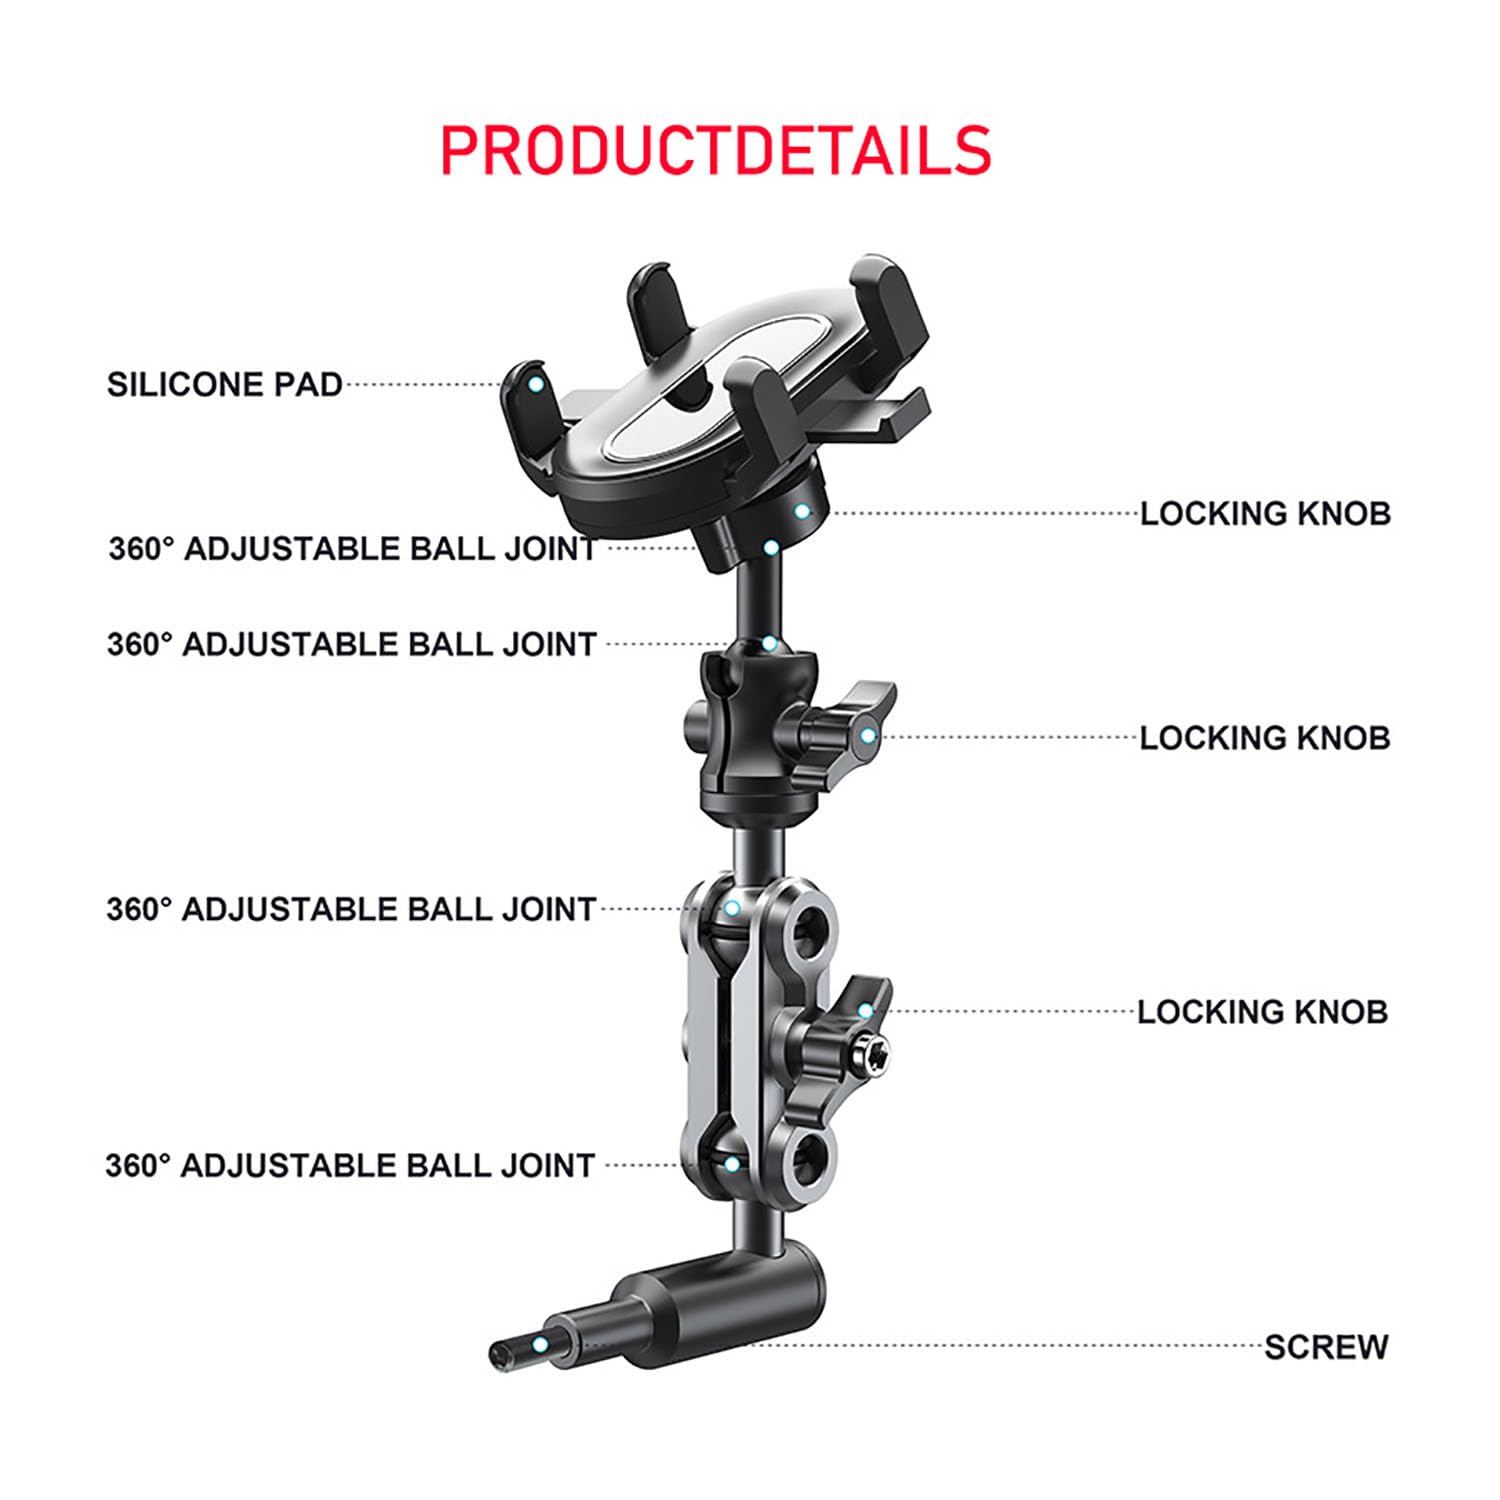 PRODUCTDETAILS
SILICONE PAD
LOCKING KNOB
360° ADJUSTABLE BALL JOINT
360° ADJUSTABLE BALL JOINT
LOCKING KNOB
360° ADJUSTABLE BALL JOINT
LOCKING KNOB
360° ADJUSTABLE BALL JOINT
SCREW